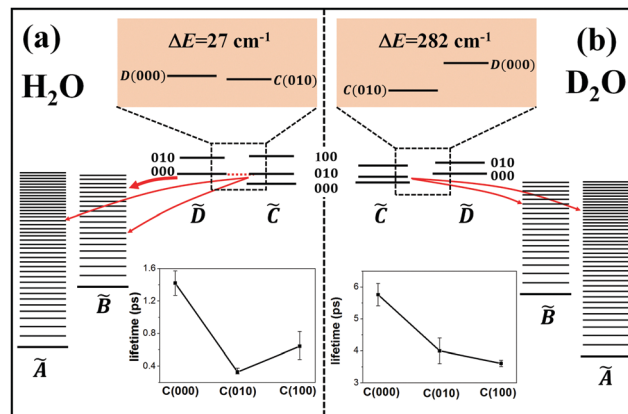 (a)
H₂O
ΔE=27 cm⁻¹
D(000)
C(010)
ΔE=282 cm⁻¹
C(010)
D(000)
(b)
D₂O
010
000
D̃
C̃
100
010
000
C̃
D̃
010
000
B̃
Ã
B̃
Ã
lifetime (ps)
1.6
1.2
0.8
0.4
C(000) C(010) C(100)
lifetime (ps)
6
5
4
3
C(000) C(010) C(100)